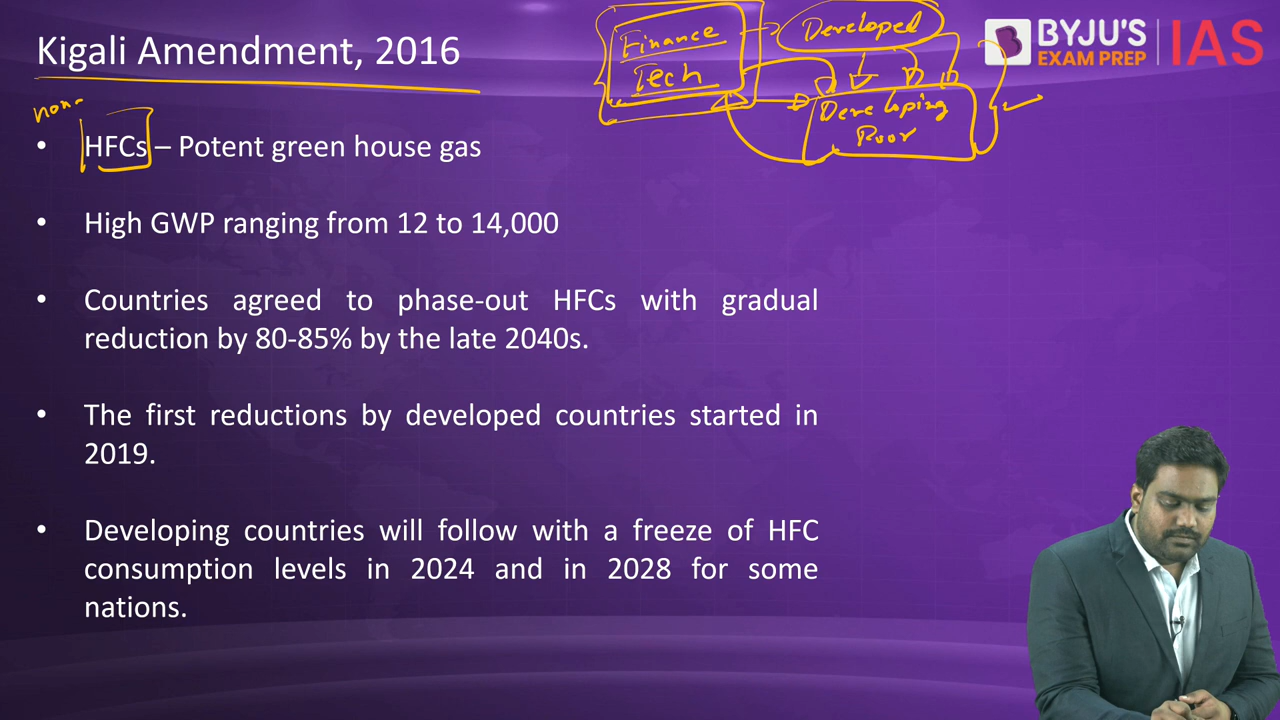 Kigali Amendment, 2016
Finance
Tech
Developed
Developing
Poor
BYJU'S
EXAM PREP
IAS
non-
• HFCs – Potent green house gas
• High GWP ranging from 12 to 14,000
• Countries agreed to phase-out HFCs with gradual
reduction by 80-85% by the late 2040s.
• The first reductions by developed countries started in
2019.
• Developing countries will follow with a freeze of HFC
consumption levels in 2024 and in 2028 for some
nations.